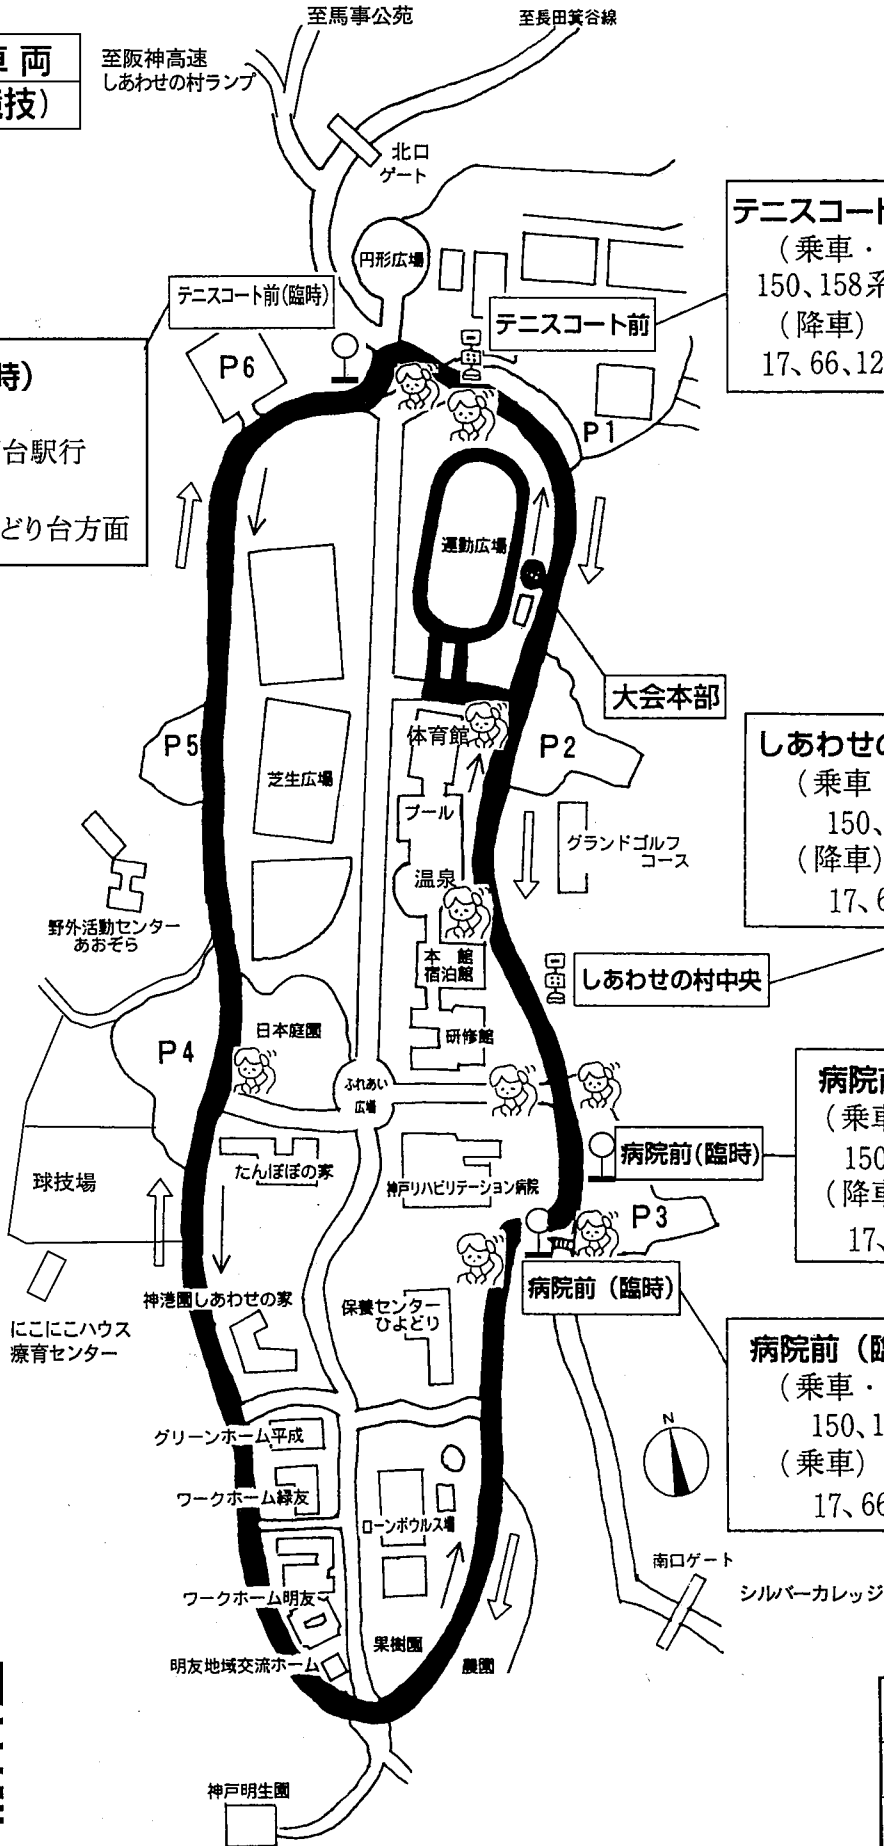 至馬事公苑
至長田箕谷線
車両
競技）
至阪神高速
しあわせの村ランプ
北口
ゲート
円形広場
テニスコート前(臨時)
テニスコート前
テニスコート
（乗車・
150、158系
（降車）
17、66、12
時）
台駅行
どり台方面
P6
P1
運動広場
大会本部
体育館
P2
P5
芝生広場
プール
グランドゴルフ
コース
温泉
しあわせの
（乗車
150、
（降車）
17、6
野外活動センター
あおぞら
本　館
宿泊館
しあわせの村中央
研修館
日本庭園
P4
ふれあい
広場
病院前
（乗車
150
（降車
17、
病院前(臨時)
たんぽぽの家
神戸リハビリテーション病院
球技場
P3
病院前（臨時）
神港園しあわせの家
保養センター
ひよどり
にこにこハウス
療育センター
病院前（臨
（乗車・
150、1
（乗車）
17、66
N
グリーンホーム平成
ワークホーム緑友
ローンボウルス場
南口ゲート
シルバーカレッジ
ワークホーム明友
果樹園
農園
明友地域交流ホーム
神戸明生園